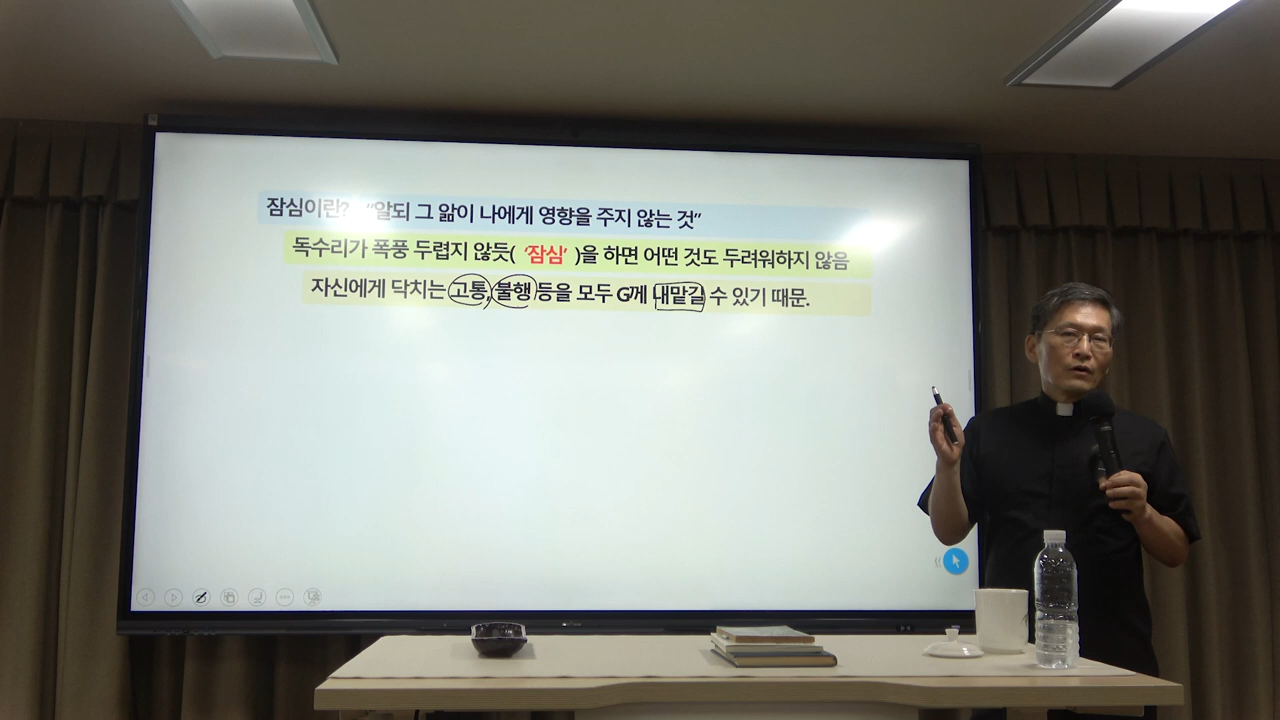 잠심이란? “알되 그 앎이 나에게 영향을 주지 않는 것”
독수리가 폭풍 두렵지 않듯( ‘잠심’ )을 하면 어떤 것도 두려워하지 않음
자신에게 닥치는 고통, 불행 등을 모두 G께 내맡길 수 있기 때문.